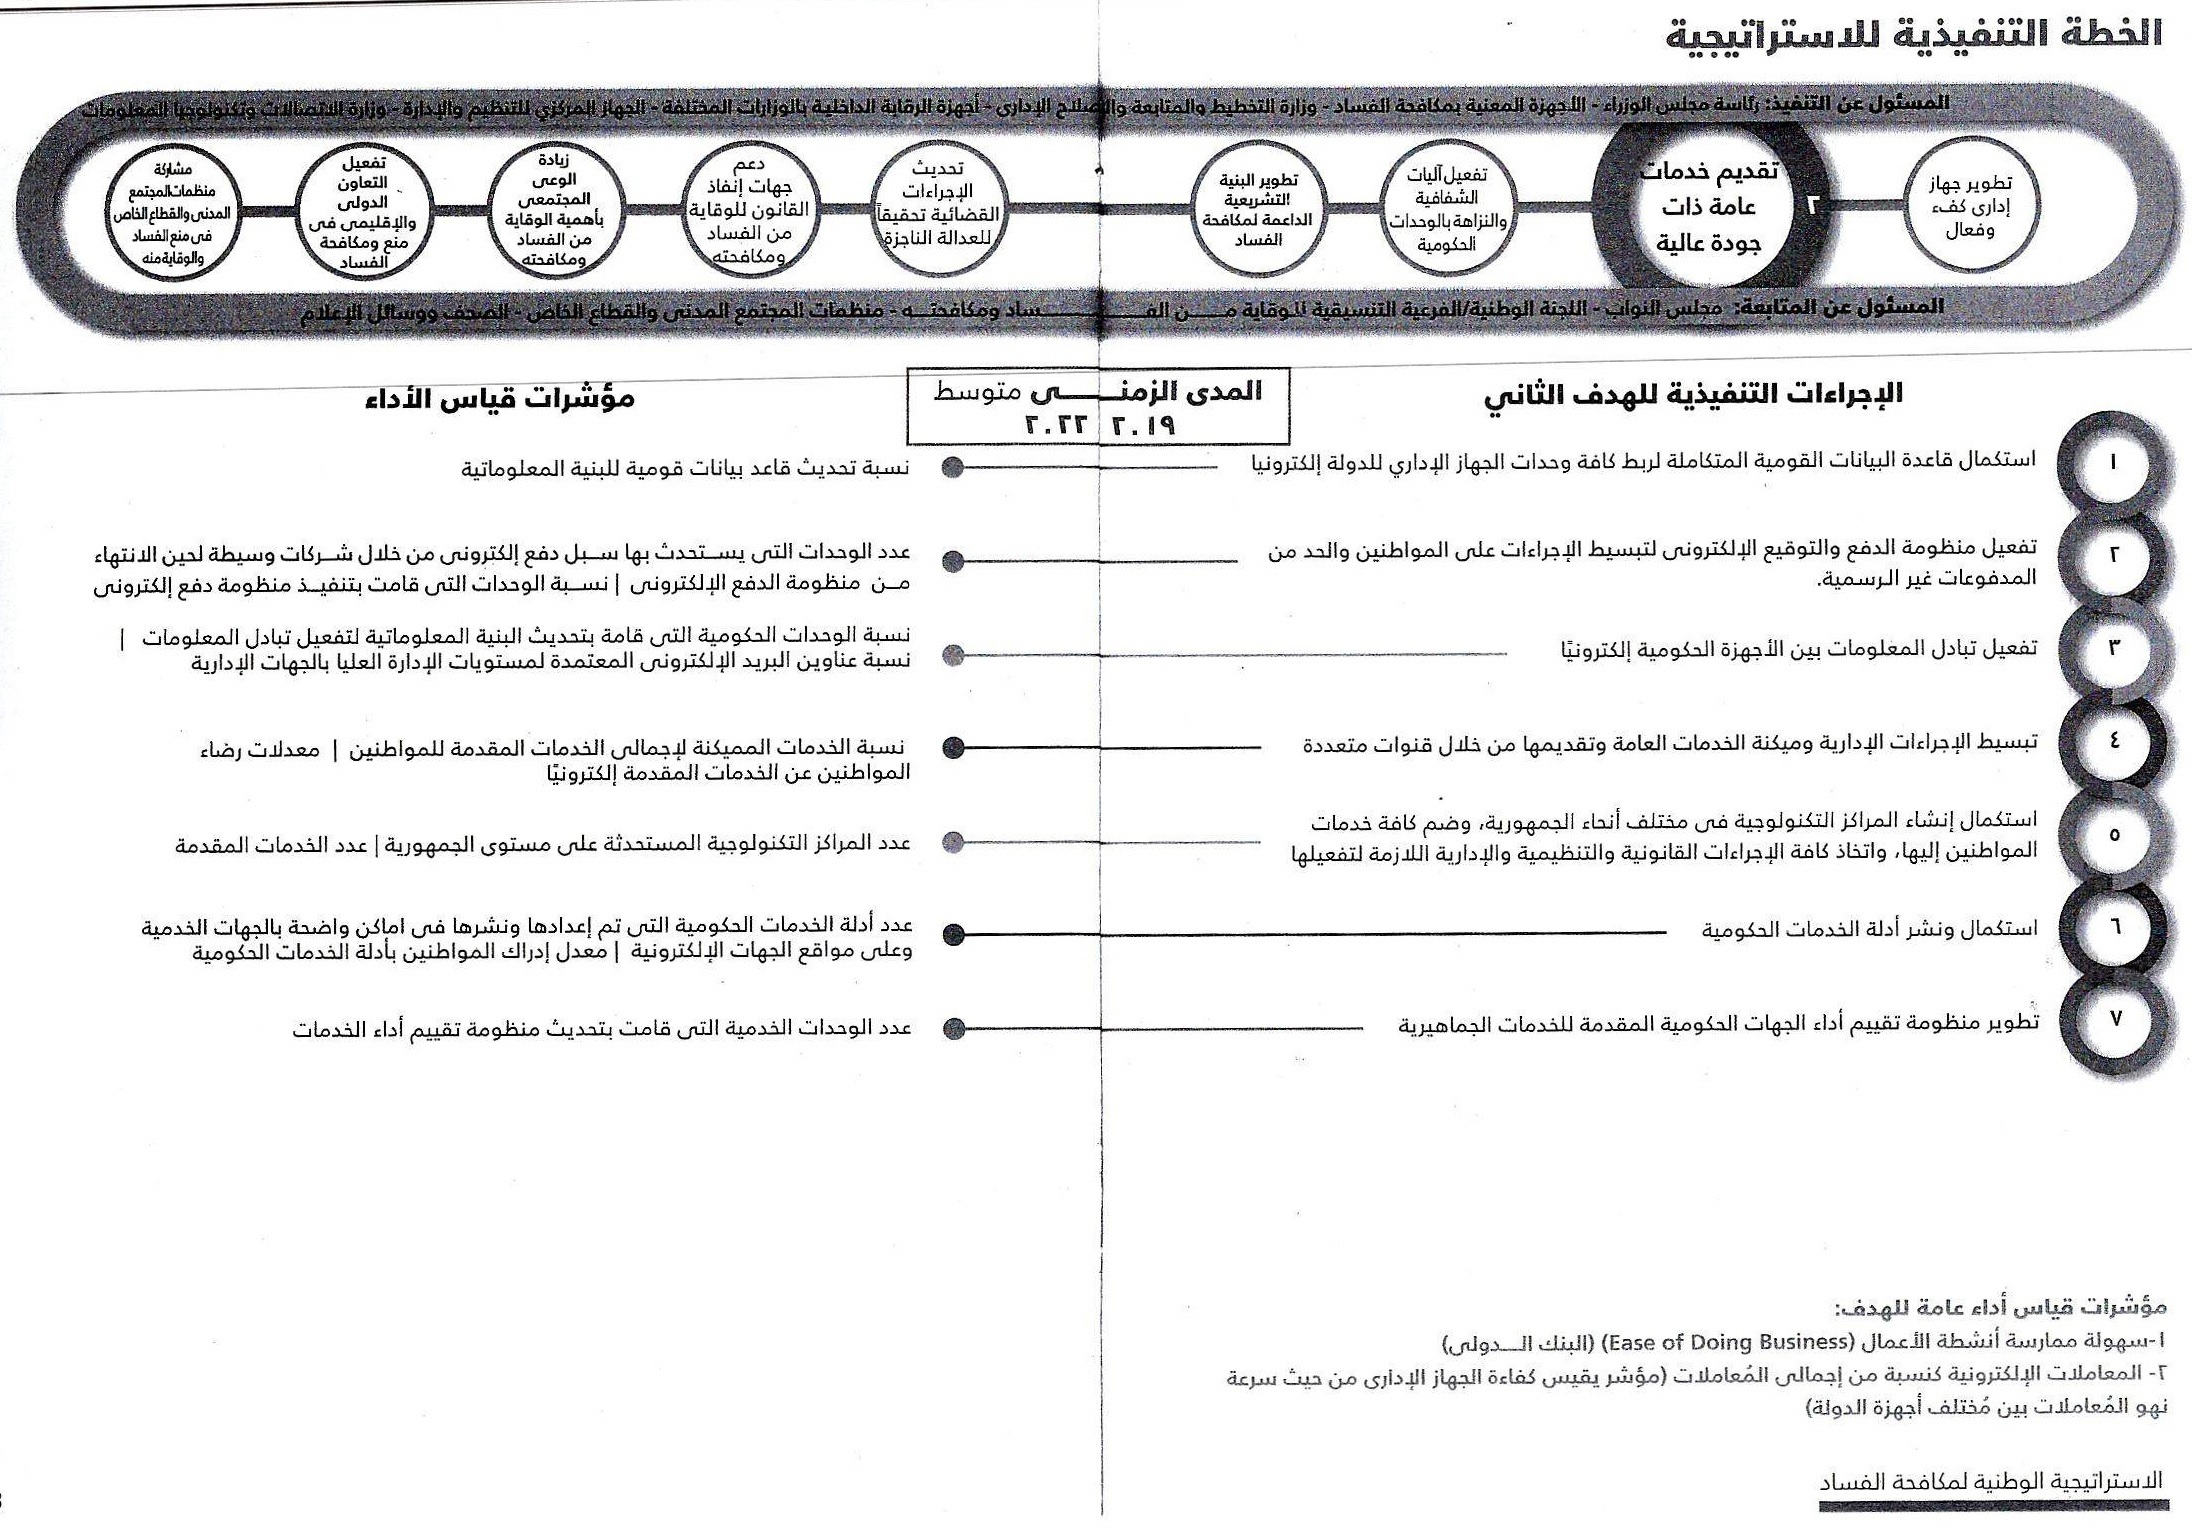 الخطة التنفيذية للاستراتيجية
المسئول عن التنفيذ: رئاسة مجلس الوزراء - الأجهزة المعنية بمكافحة الفساد - وزارة التخطيط والمتابعة والإصلاح الإدارى - أجهزة الرقابة الداخلية بالوزارات المختلفة - الجهاز المركزي للتنظيم والإدارة - وزارة الاتصالات وتكنولوجيا المعلومات
تطوير جهاز
إدارى كفء
وفعال
٢
تقديم خدمات
عامة ذات
جودة عالية
تفعيل آليات
الشفافية
والنزاهة بالوحدات
الحكومية
تطوير البنية
التشريعية
الداعمة لمكافحة
الفساد
تحديث
الإجراءات
القضائية تحقيقاً
للعدالة الناجزة
دعم
جهات إنفاذ
القانون للوقاية
من الفساد
ومكافحته
زيادة
الوعى
المجتمعى
بأهمية الوقاية
من الفساد
ومكافحته
تفعيل
التعاون
الدولى
والإقليمى فى
منع ومكافحة
الفساد
مشاركة
منظمات المجتمع
المدنى والقطاع الخاص
فى منع الفساد
والوقاية منه
المسئول عن المتابعة: مجلس النواب - اللجنة الوطنية/الفرعية التنسيقية للوقاية مــن الفـــــساد ومكافحتــه - منظمات المجتمع المدنى والقطاع الخاص - الصحف ووسائل الإعلام
الإجراءات التنفيذية للهدف الثاني
المدى الزمنـــــى متوسط
٢٠١٩ ٢٠٢٢
مؤشرات قياس الأداء
١
استكمال قاعدة البيانات القومية المتكاملة لربط كافة وحدات الجهاز الإداري للدولة إلكترونيا
نسبة تحديث قاعد بيانات قومية للبنية المعلوماتية
٢
تفعيل منظومة الدفع والتوقيع الإلكترونى لتبسيط الإجراءات على المواطنين والحد من
المدفوعات غير الرسمية.
عدد الوحدات التى يســتحدث بها سـبل دفع إلكترونى من خلال شـركات وسيطة لحين الانتهاء
مــن منظومة الدفع الإلكترونى | نسـبة الوحدات التى قامت بتنفيــذ منظومة دفع إلكترونى
٣
تفعيل تبادل المعلومات بين الأجهزة الحكومية إلكترونيًا
نسبة الوحدات الحكومية التى قامة بتحديث البنية المعلوماتية لتفعيل تبادل المعلومات |
نسبة عناوين البريد الإلكترونى المعتمدة لمستويات الإدارة العليا بالجهات الإدارية
٤
تبسيط الإجراءات الإدارية وميكنة الخدمات العامة وتقديمها من خلال قنوات متعددة
نسبة الخدمات المميكنة لإجمالى الخدمات المقدمة للمواطنين | معدلات رضاء
المواطنين عن الخدمات المقدمة إلكترونيًا
٥
استكمال إنشاء المراكز التكنولوجية فى مختلف أنحاء الجمهورية، وضم كافة خدمات
المواطنين إليها، واتخاذ كافة الإجراءات القانونية والتنظيمية والإدارية اللازمة لتفعيلها
عدد المراكز التكنولوجية المستحدثة على مستوى الجمهورية | عدد الخدمات المقدمة
٦
استكمال ونشر أدلة الخدمات الحكومية
عدد أدلة الخدمات الحكومية التى تم إعدادها ونشرها فى اماكن واضحة بالجهات الخدمية
وعلى مواقع الجهات الإلكترونية | معدل إدراك المواطنين بأدلة الخدمات الحكومية
٧
تطوير منظومة تقييم أداء الجهات الحكومية المقدمة للخدمات الجماهيرية
عدد الوحدات الخدمية التى قامت بتحديث منظومة تقييم أداء الخدمات
مؤشرات قياس أداء عامة للهدف:
١-سهولة ممارسة أنشطة الأعمال (Ease of Doing Business) (البنك الـــدولى)
٢- المعاملات الإلكترونية كنسبة من إجمالى المُعاملات (مؤشر يقيس كفاءة الجهاز الإدارى من حيث سرعة
نهو المُعاملات بين مُختلف أجهزة الدولة)
الاستراتيجية الوطنية لمكافحة الفساد